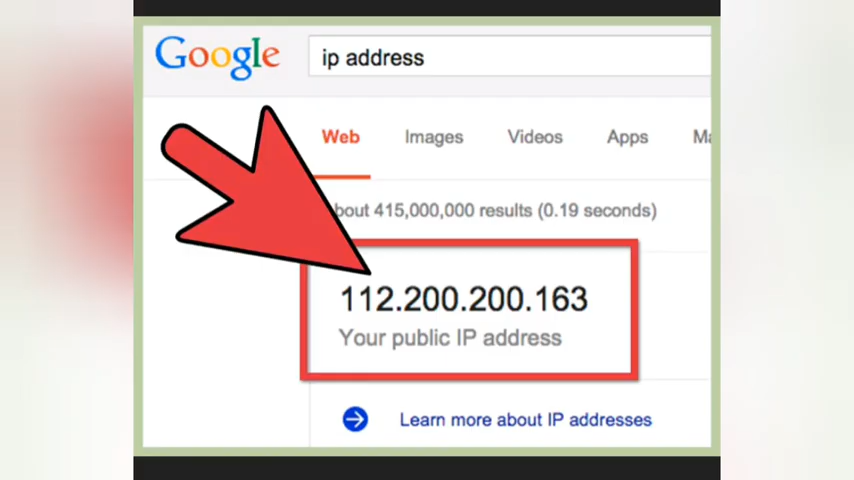 Google ip address
Web Images Videos Apps
bout 415,000,000 results (0.19 seconds)
112.200.200.163
Your public IP address
Learn more about IP addresses